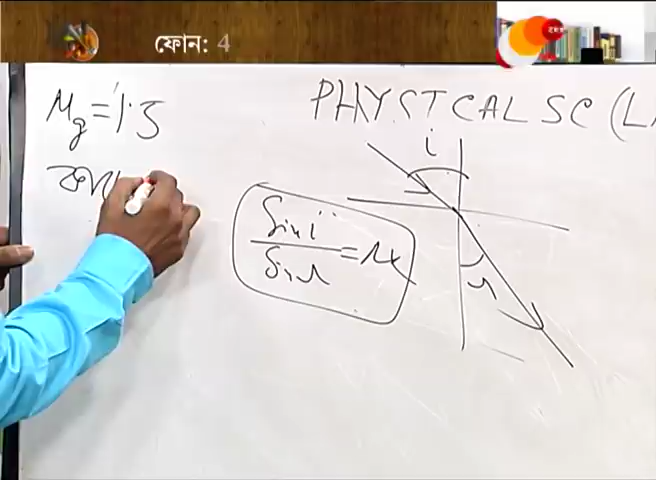 ফোন: 4
μg = 1.5
PHYSICAL SC (L
i
Sin i
Sin r
= μ
r